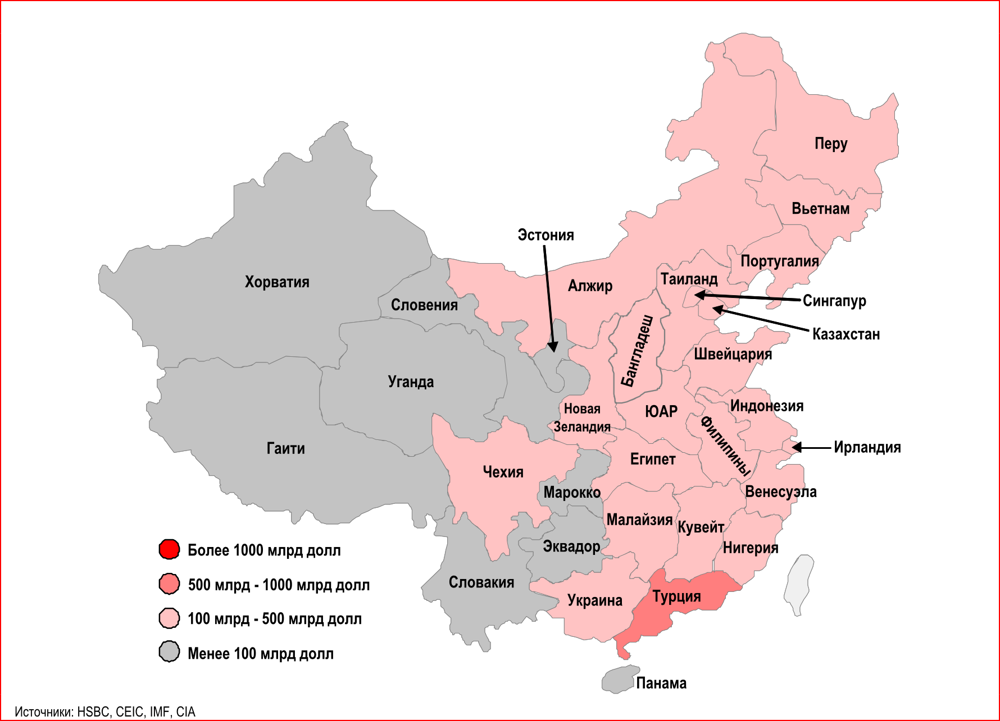 Перу
Вьетнам
Эстония
Португалия
Таиланд
Хорватия
Алжир
Сингапур
Словения
Казахстан
Бангладеш
Швейцария
Уганда
Индонезия
Новая
Зеландия
ЮАР
Филипины
Гаити
Ирландия
Египет
Чехия
Марокко
Венесуэла
Малайзия
Кувейт
Эквадор
Нигерия
Более 1000 млрд долл
Словакия
500 млрд - 1000 млрд долл
Украина
Турция
100 млрд - 500 млрд долл
Менее 100 млрд долл
Панама
Источники: HSBC, CEIC, IMF, CIA